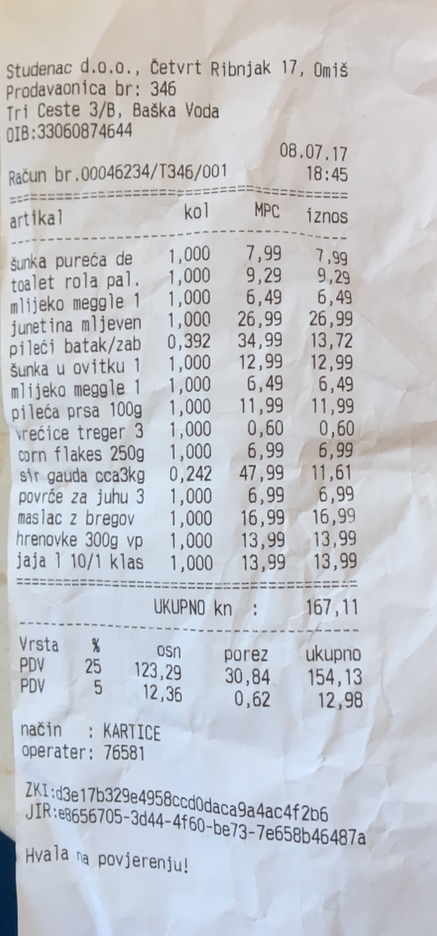 Studenac d.o.o., Četvrt Ribnjak 17, Omiš
Prodavaonica br: 346
Tri Ceste 3/B, Baška Voda
OIB:33060874644
08.07.17
Račun br.00046234/T346/001 18:45
artikal kol MPC iznos
šunka pureća de 1,000 7,99 7,99
toalet rola pal. 1,000 9,29 9,29
mlijeko meggle 1 1,000 6,49 6,49
junetina mljeven 1,000 26,99 26,99
pileći batak/zab 0,392 34,99 13,72
šunka u ovitku 1 1,000 12,99 12,99
mlijeko meggle 1 1,000 6,49 6,49
pileća prsa 100g 1,000 11,99 11,99
vrećice treger 3 1,000 0,60 0,60
corn flakes 250g 1,000 6,99 6,99
sir gauda cca3kg 0,242 47,99 11,61
povrće za juhu 3 1,000 6,99 6,99
maslac z bregov 1,000 16,99 16,99
hrenovke 300g vp 1,000 13,99 13,99
jaja l 10/1 klas 1,000 13,99 13,99
UKUPNO kn : 167,11
Vrsta % osn porez ukupno
PDV 25 123,29 30,84 154,13
PDV 5 12,36 0,62 12,98
način : KARTICE
operater: 76581
ZKI:d3e17b329e4958ccd0daca9a4ac4f2b6
JIR:e8656705-3d44-4f60-be73-7e658b46487a
Hvala na povjerenju!